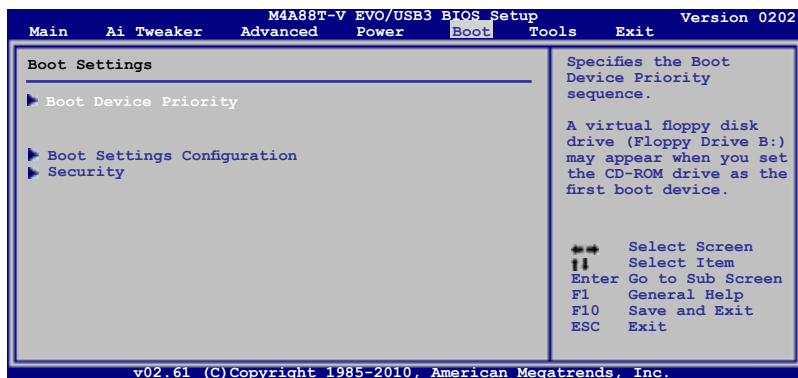 M4A88T-V EVO/USB3 BIOS Setup Version 0202
Main Ai Tweaker Advanced Power Boot Tools Exit
Boot Settings
Boot Device Priority
Boot Settings Configuration
Security
Specifies the Boot
Device Priority
sequence.
A virtual floppy disk
drive (Floppy Drive B:)
may appear when you set
the CD-ROM drive as the
first boot device.
Select Screen
Select Item
Enter Go to Sub Screen
F1 General Help
F10 Save and Exit
ESC Exit
v02.61 (C)Copyright 1985-2010, American Megatrends, Inc.